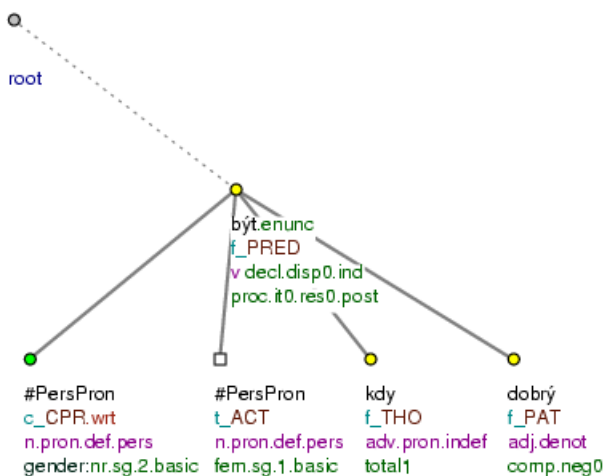 root
být.enunc
f_PRED
v decl.disp0.ind
proc.it0.res0.post
#PersPron #PersPron kdy dobrý
c_CPR.wrt t_ACT f_THO f_PAT
n.pron.def.pers n.pron.def.pers adv.pron.indef adj.denot
gender:nr.sg.2.basic fem.sg.1.basic total1 comp.neg0